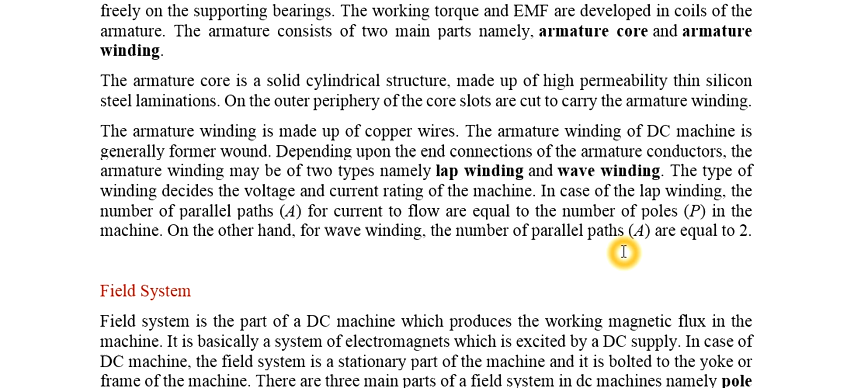 freely on the supporting bearings. The working torque and EMF are developed in coils of the
armature. The armature consists of two main parts namely, armature core and armature
winding.
The armature core is a solid cylindrical structure, made up of high permeability thin silicon
steel laminations. On the outer periphery of the core slots are cut to carry the armature winding.
The armature winding is made up of copper wires. The armature winding of DC machine is
generally former wound. Depending upon the end connections of the armature conductors, the
armature winding may be of two types namely lap winding and wave winding. The type of
winding decides the voltage and current rating of the machine. In case of the lap winding, the
number of parallel paths (A) for current to flow are equal to the number of poles (P) in the
machine. On the other hand, for wave winding, the number of parallel paths (A) are equal to 2.
Field System
Field system is the part of a DC machine which produces the working magnetic flux in the
machine. It is basically a system of electromagnets which is excited by a DC supply. In case of
DC machine, the field system is a stationary part of the machine and it is bolted to the yoke or
frame of the machine. There are three main parts of a field system in dc machines namely pole